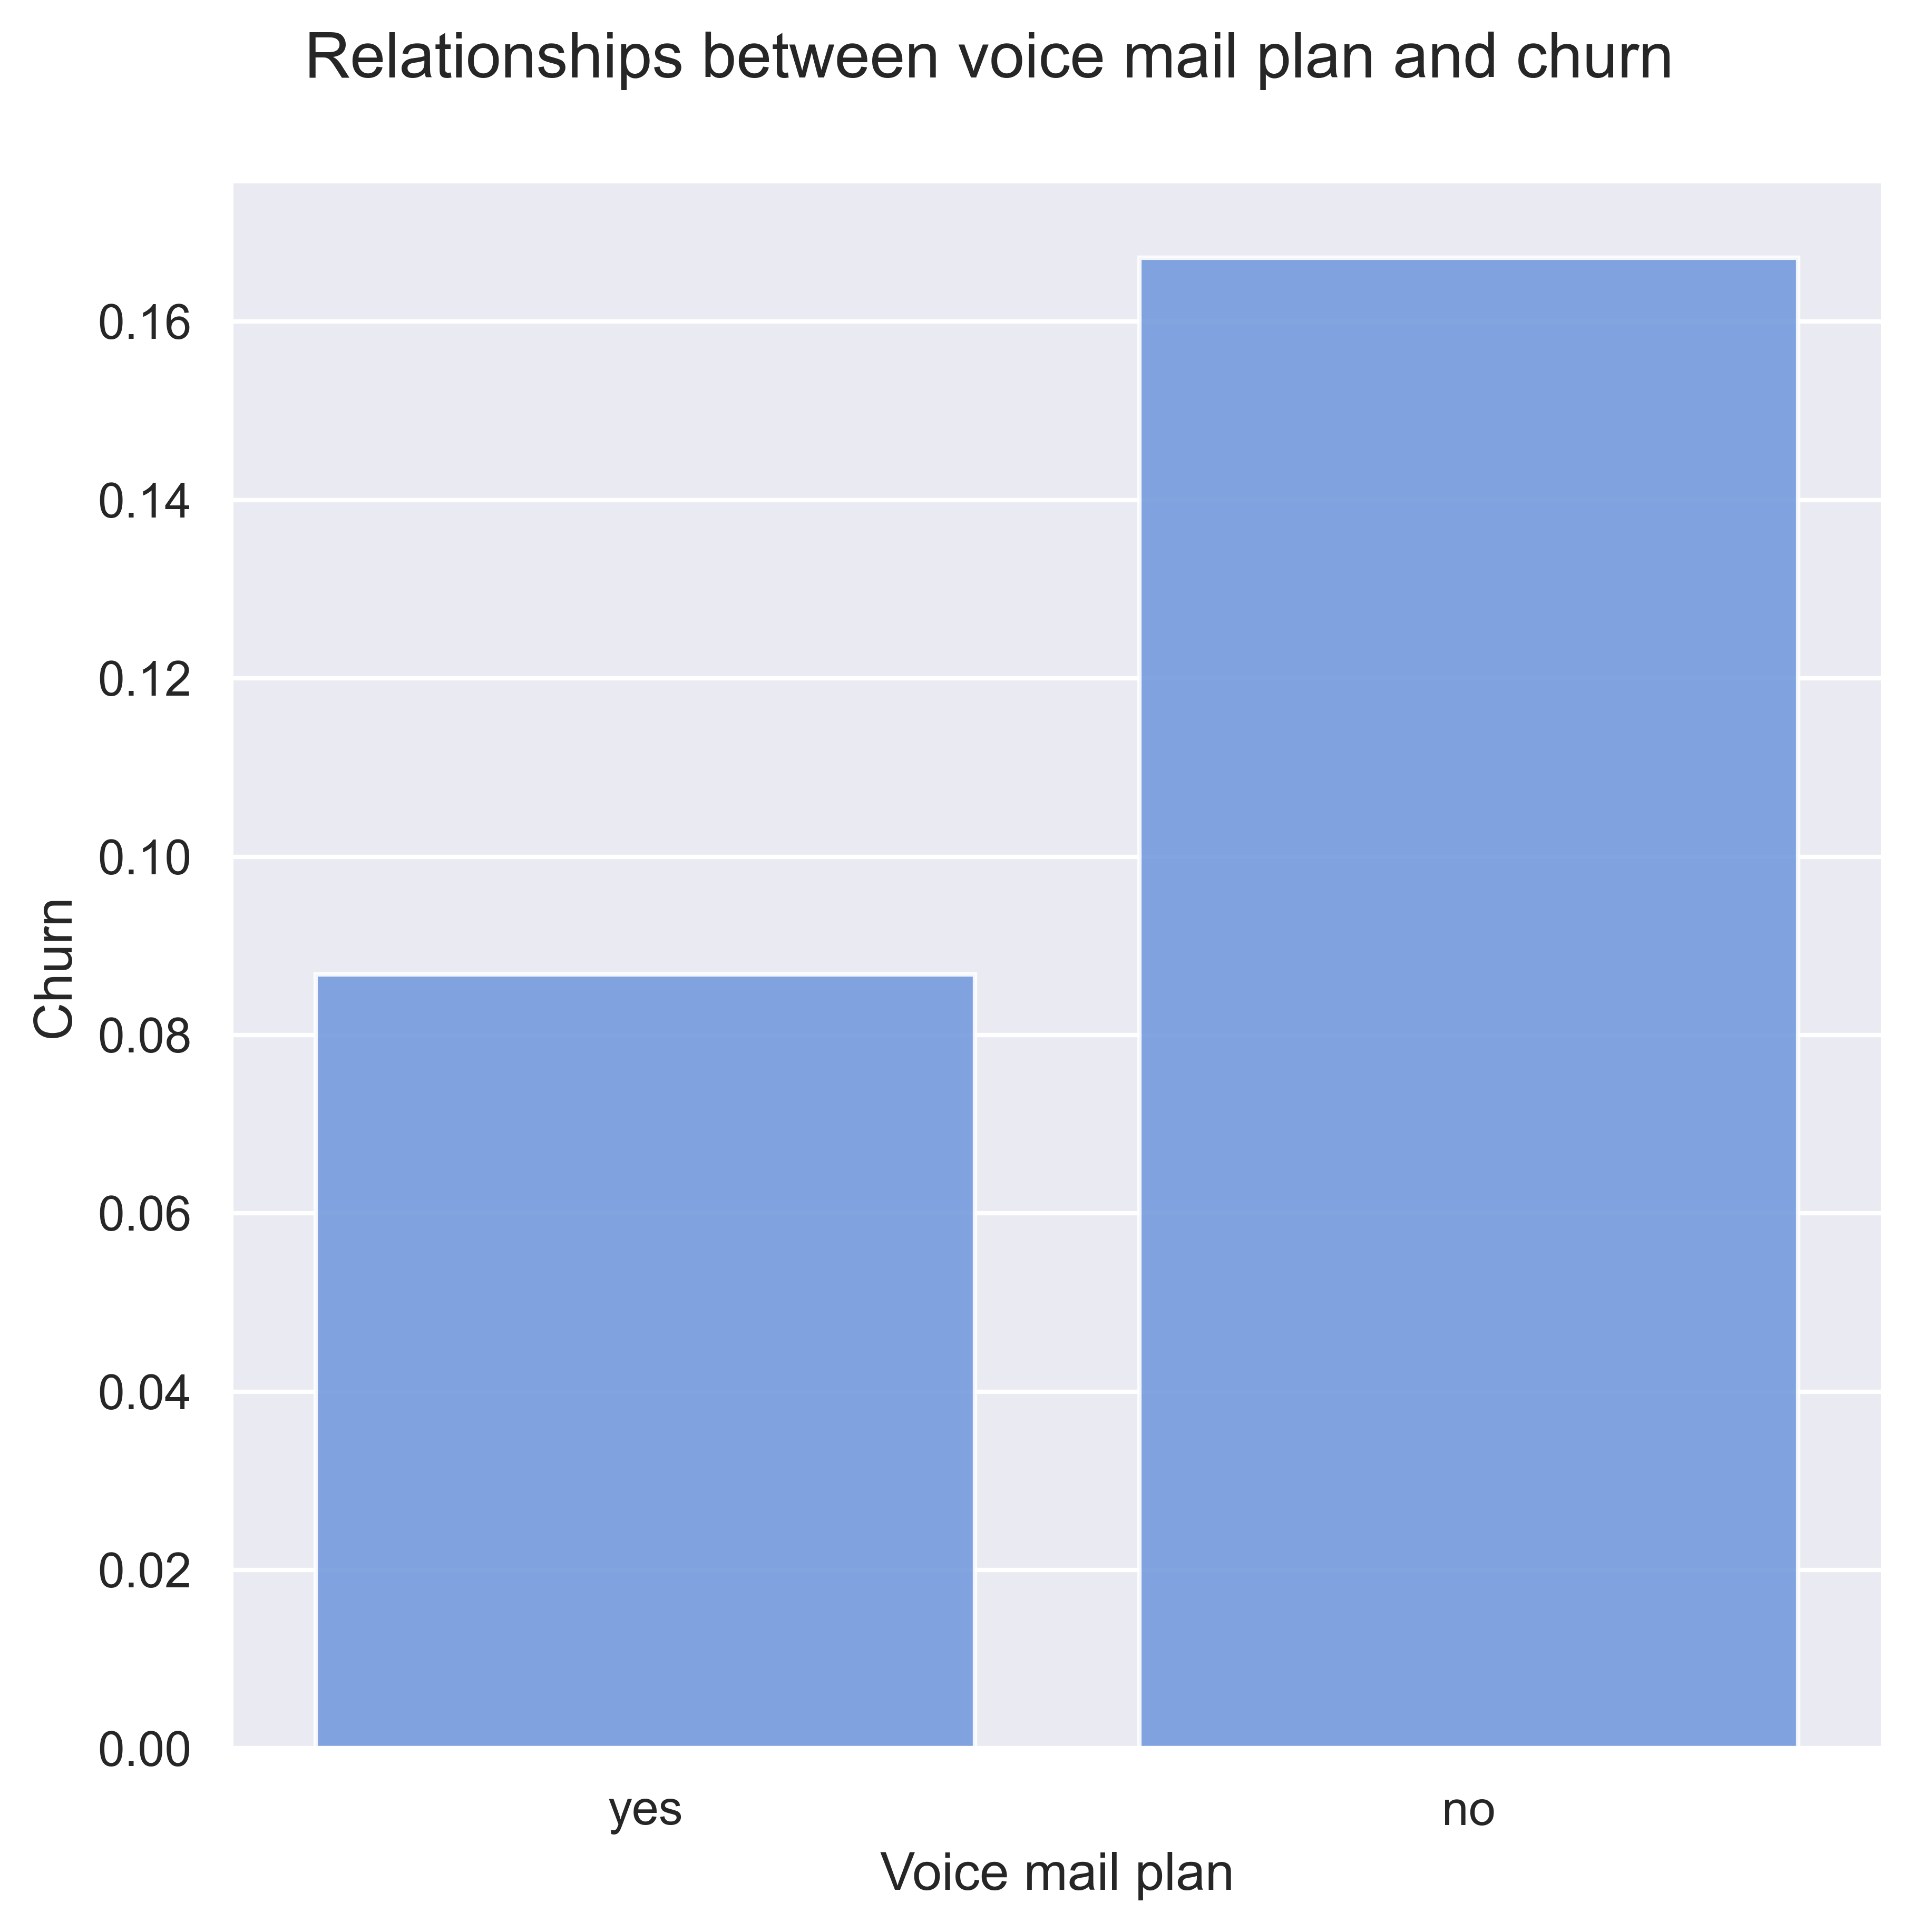 Relationships between voice mail plan and churn
0.16
0.14
0.12
0.10
0.08
0.06
0.04
0.02
0.00
Churn
yes no
Voice mail plan